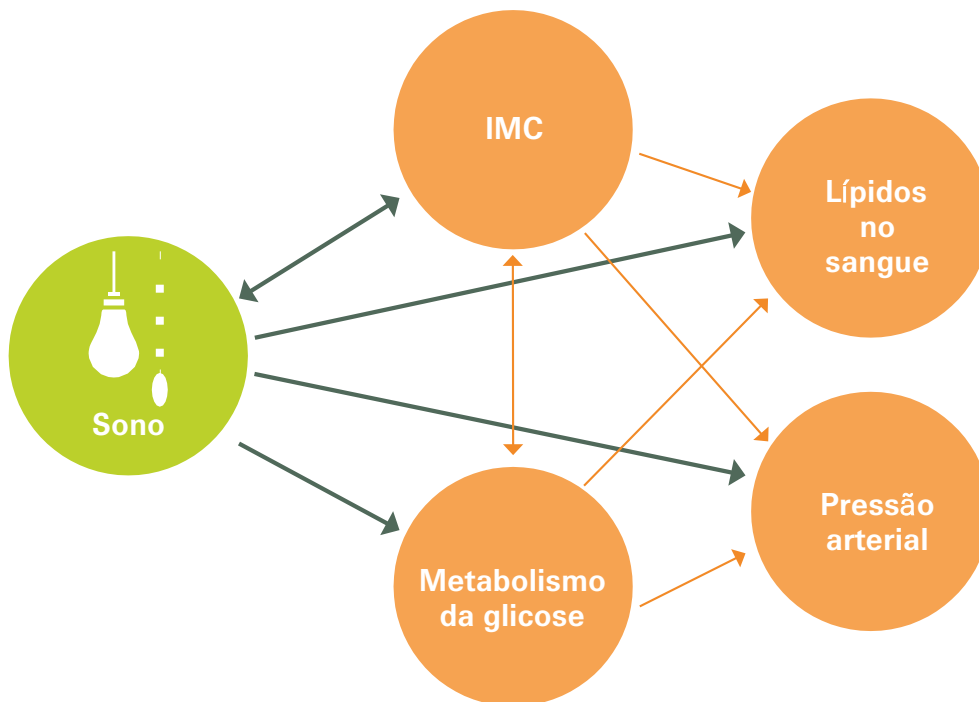 IMC
Lípidos
no
sangue
Sono
Pressão
arterial
Metabolismo
da glicose